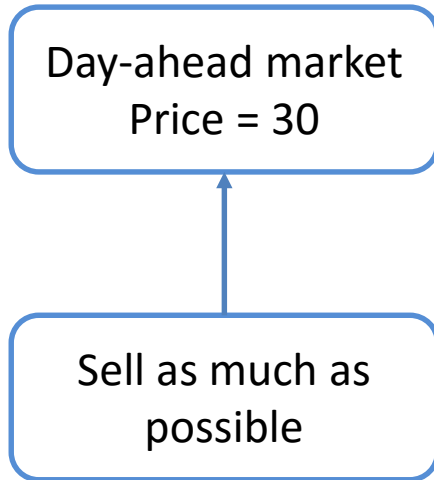 Day-ahead market
Price = 30
Sell as much as
possible